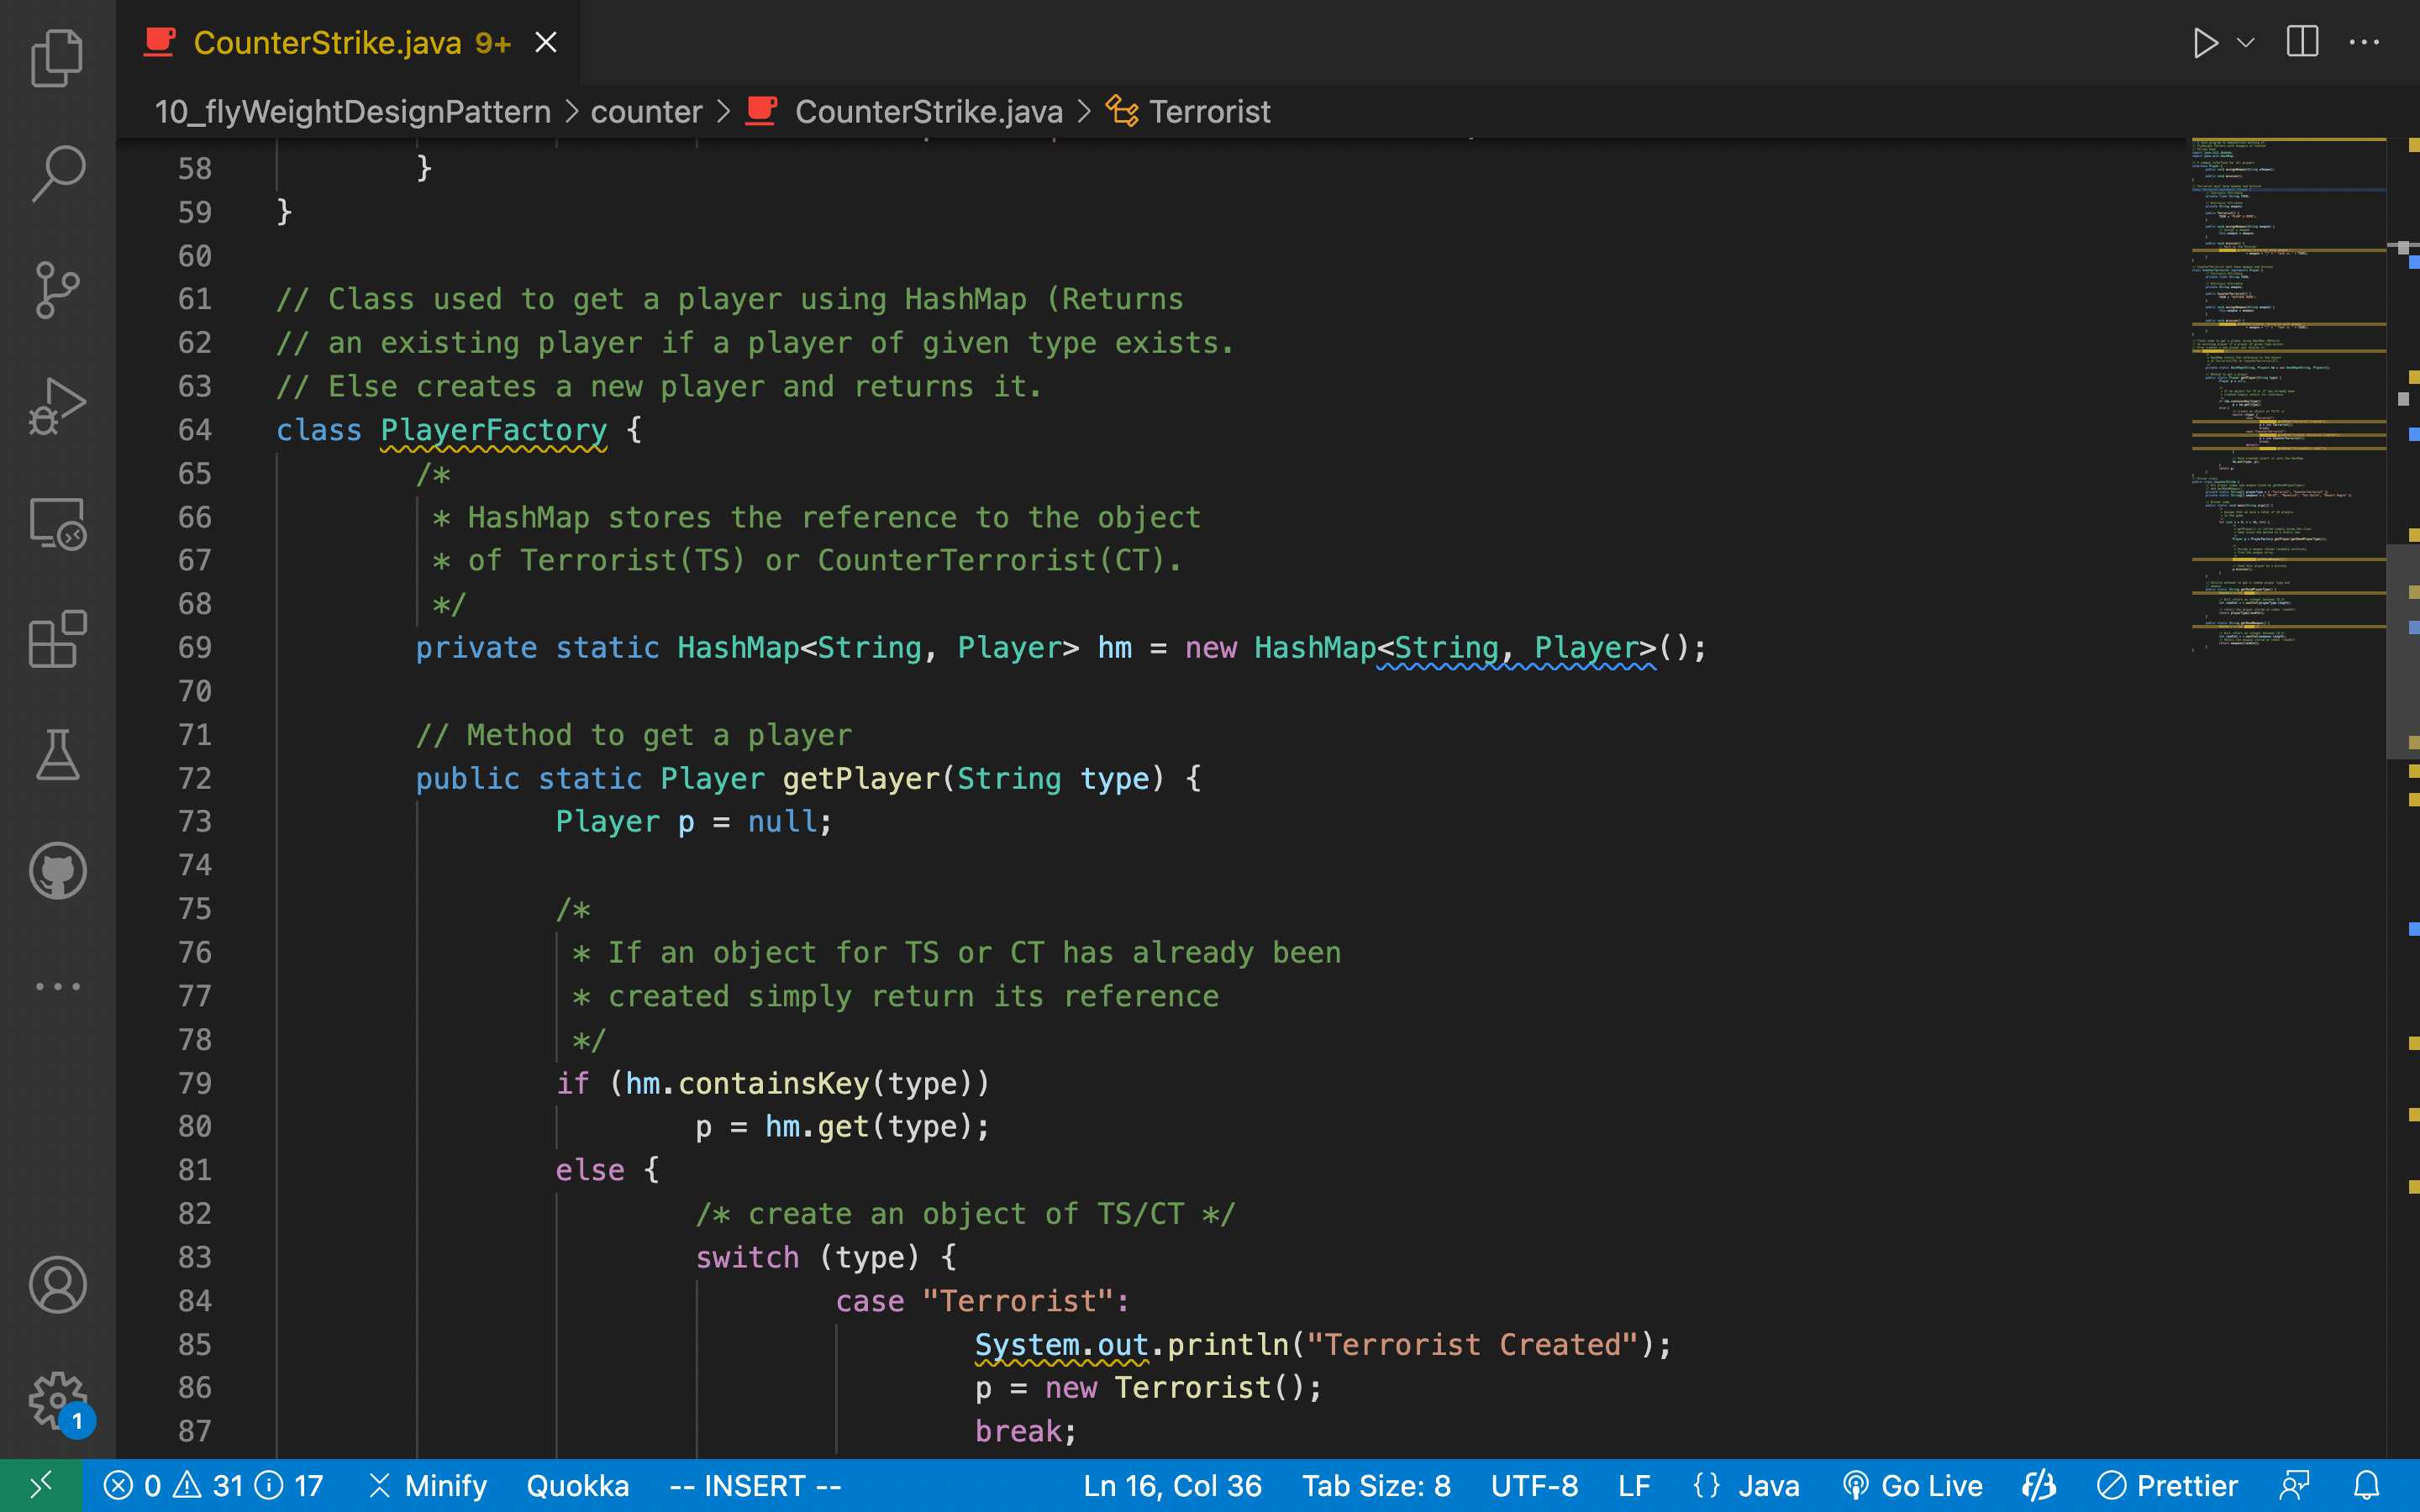 CounterStrike.java 9+
10_flyWeightDesignPattern > counter > CounterStrike.java > Terrorist
58 }
59 }
60
61 // Class used to get a player using HashMap (Returns
62 // an existing player if a player of given type exists.
63 // Else creates a new player and returns it.
64 class PlayerFactory {
65 /*
66 * HashMap stores the reference to the object
67 * of Terrorist(TS) or CounterTerrorist(CT).
68 */
69 private static HashMap<String, Player> hm = new HashMap<String, Player>();
70
71 // Method to get a player
72 public static Player getPlayer(String type) {
73 Player p = null;
74
75 /*
76 * If an object for TS or CT has already been
77 * created simply return its reference
78 */
79 if (hm.containsKey(type))
80 p = hm.get(type);
81 else {
82 /* create an object of TS/CT */
83 switch (type) {
84 case "Terrorist":
85 System.out.println("Terrorist Created");
86 p = new Terrorist();
87 break;
1
0 31 17 Minify Quokka -- INSERT -- Ln 16, Col 36 Tab Size: 8 UTF-8 LF {} Java Go Live Prettier